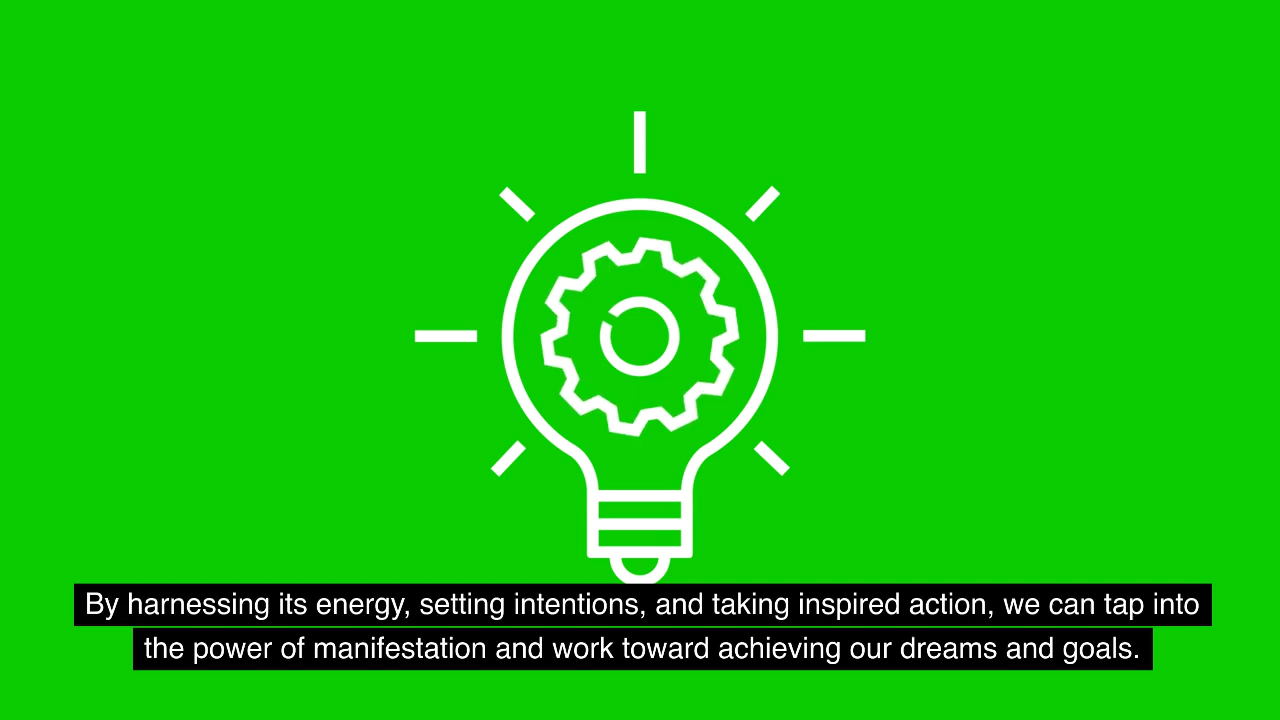 By harnessing its energy, setting intentions, and taking inspired action, we can tap into
the power of manifestation and work toward achieving our dreams and goals.